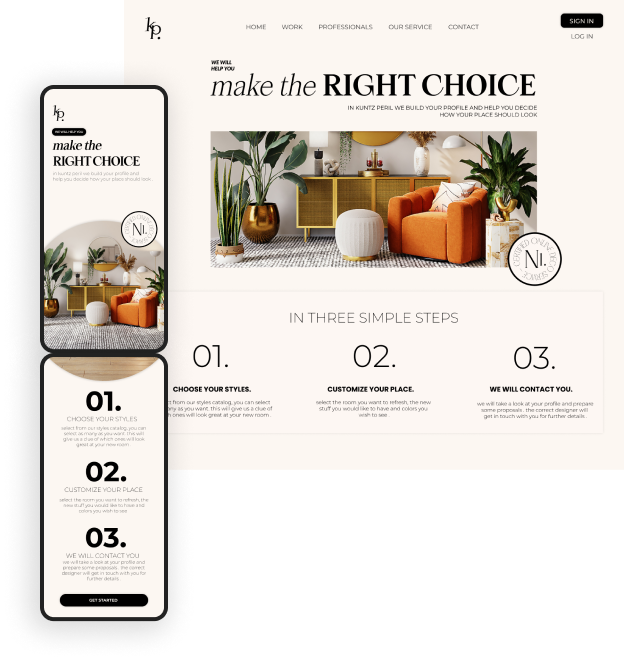 kp.
HOME WORK PROFESSIONALS OUR SERVICE CONTACT
SIGN IN
LOG IN
WE WILL
HELP YOU
make the RIGHT CHOICE
IN KUNTZ PERIL WE BUILD YOUR PROFILE AND HELP YOU DECIDE
HOW YOUR PLACE SHOULD LOOK
CERTIFIED ONLINE
DECO SERVICE
N1.
IN THREE SIMPLE STEPS
01.
CHOOSE YOUR STYLES.
t from our styles catalog, you can select
any as you want. this will give us a clue of
h ones will look great at your new room .
02.
CUSTOMIZE YOUR PLACE.
select the room you want to refresh, the new
stuff you would like to have and colors you
wish to see
03.
WE WILL CONTACT YOU.
we will take a look at your profile and prepare
some proposals . the correct designer will
get in touch with you for further details .
kp.
WE WILL HELP YOU
make the
RIGHT CHOICE
in kuntz peril we build your profile and
help you decide how your place should look
N1.
01.
CHOOSE YOUR STYLES
select from our styles catalog, you can
select as many as you want. this will
give us a clue of which ones will look
great at your new room
02.
CUSTOMIZE YOUR PLACE
select the room you want to refresh, the
new stuff you would like to have and
colors you wish to see
03.
WE WILL CONTACT YOU
we will take a look at your profile and
prepare some proposals . the correct
designer will get in touch with you for
further details .
GET STARTED